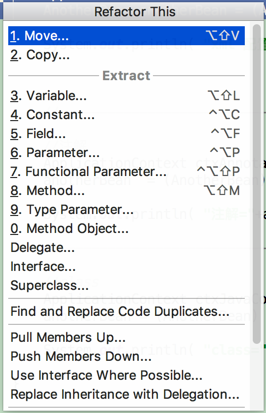 Refactor This
1. Move... ⌥⇧V
2. Copy...
Extract
3. Variable... ⌥⇧L
4. Constant... ^⌥C
5. Field... ^⌥F
6. Parameter... ^⌥P
7. Functional Parameter... ^⌥⇧P
8. Method... ⌥⇧M
9. Type Parameter...
0. Method Object...
Delegate...
Interface...
Superclass...
Find and Replace Code Duplicates...
Pull Members Up...
Push Members Down...
Use Interface Where Possible...
Replace Inheritance with Delegation...